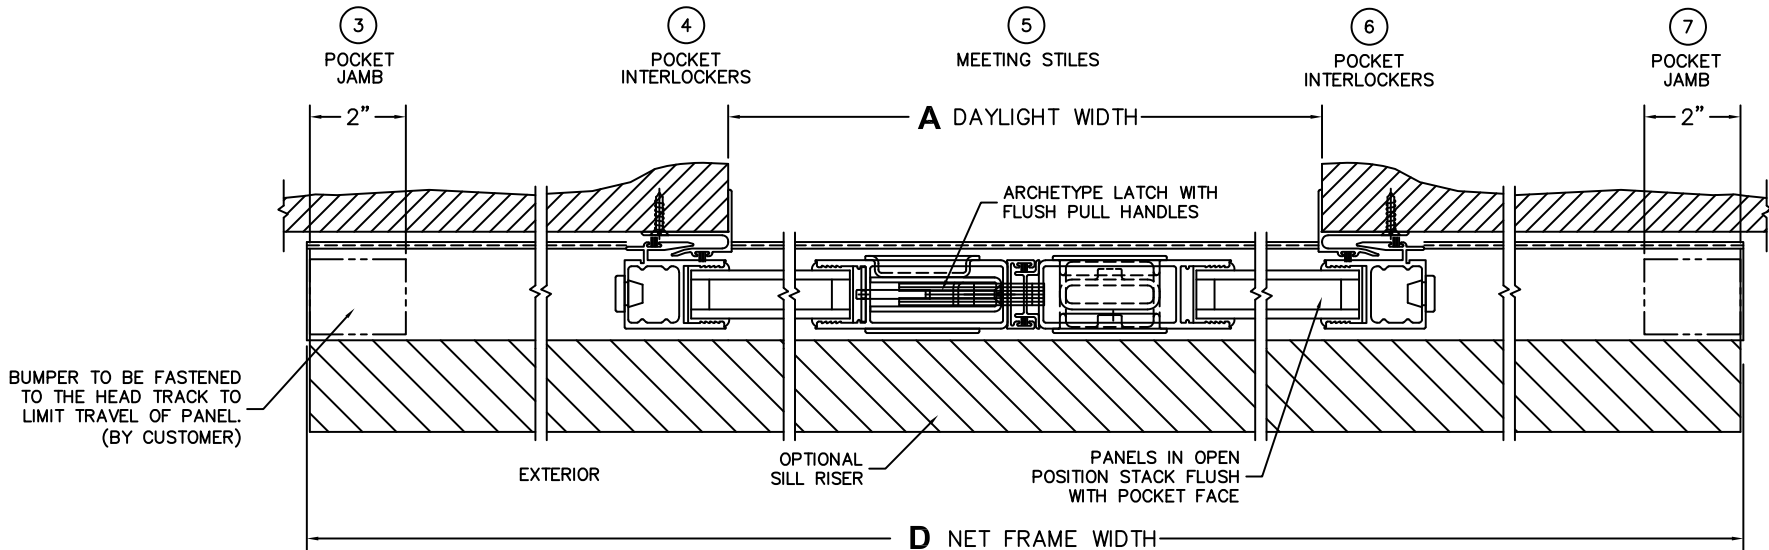 3
POCKET
JAMB
4
POCKET
INTERLOCKERS
5
MEETING STILES
6
POCKET
INTERLOCKERS
7
POCKET
JAMB
2”
A DAYLIGHT WIDTH
2”
ARCHETYPE LATCH WITH
FLUSH PULL HANDLES
BUMPER TO BE FASTENED
TO THE HEAD TRACK TO
LIMIT TRAVEL OF PANEL.
(BY CUSTOMER)
EXTERIOR
OPTIONAL
SILL RISER
PANELS IN OPEN
POSITION STACK FLUSH
WITH POCKET FACE
D NET FRAME WIDTH